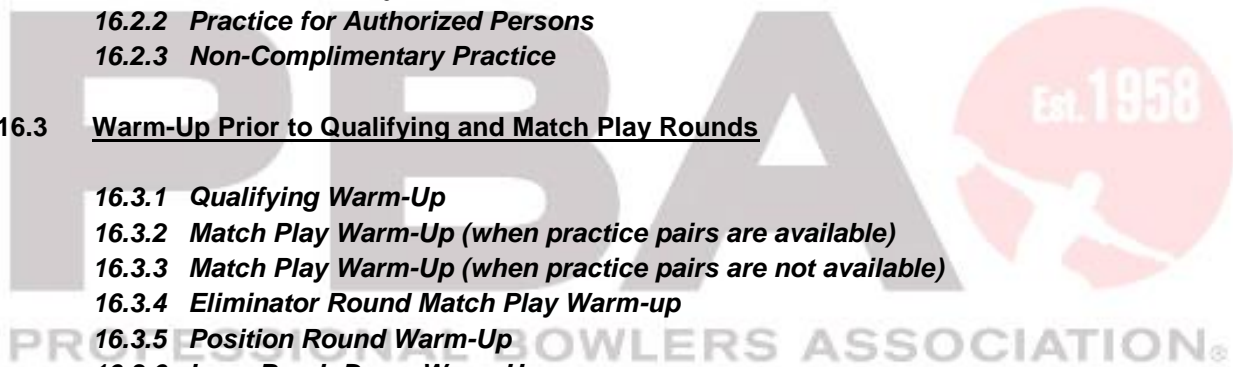 16.2.2 Practice for Authorized Persons
16.2.3 Non-Complimentary Practice
16.3 Warm-Up Prior to Qualifying and Match Play Rounds
16.3.1 Qualifying Warm-Up
16.3.2 Match Play Warm-Up (when practice pairs are available)
16.3.3 Match Play Warm-Up (when practice pairs are not available)
16.3.4 Eliminator Round Match Play Warm-up
16.3.5 Position Round Warm-Up
PBA
Est. 1958
PROFESSIONAL BOWLERS ASSOCIATION®